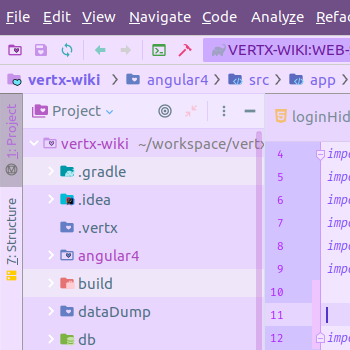 File Edit View Navigate Code Analyze Refac
VERTX-WIKI:WEB-
vertx-wiki angular4 src app
1: Project
Project
loginHid
vertx-wiki ~/workspace/vertx
.gradle
.idea
.vertx
angular4
build
dataDump
db
7: Structure
4 impo
5 impo
6 impo
7 impo
8 impo
9 impo
10
11
12 impo